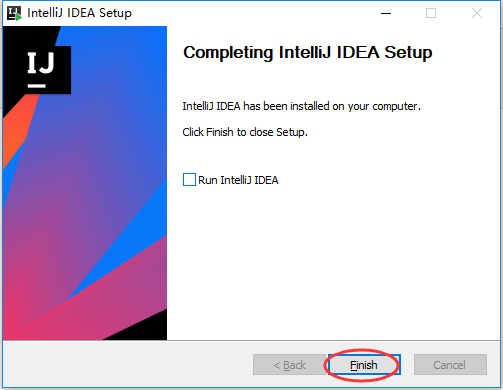 IntelliJ IDEA Setup
IJ
Completing IntelliJ IDEA Setup
IntelliJ IDEA has been installed on your computer.
Click Finish to close Setup.
Run IntelliJ IDEA
< Back
Finish
Cancel